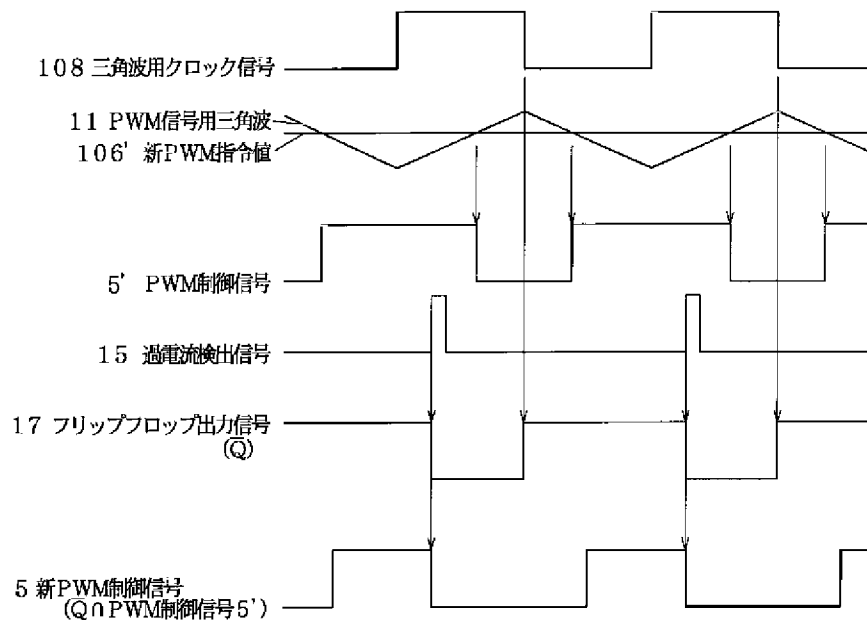 108 三角波用クロック信号
11 PWM信号用三角波
106' 新PWM指令値
5' PWM制御信号
15 過電流検出信号
17 フリップフロップ出力信号
(Q̅)
5 新PWM制御信号
(Q̅∩PWM制御信号5')